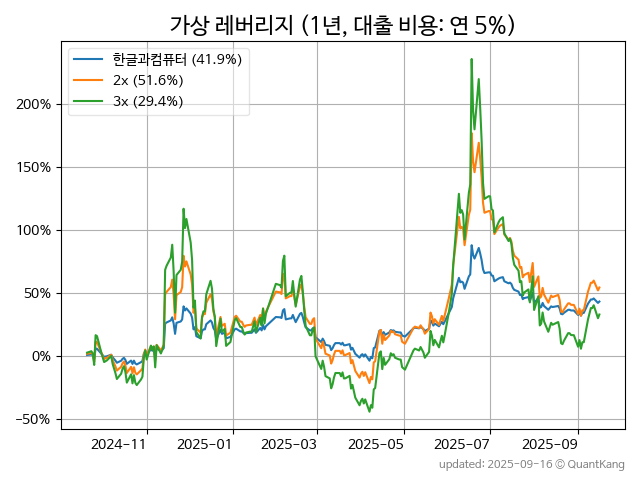 가상 레버리지 (1년, 대출 비용: 연 5%)
한글과컴퓨터 (41.9%)
2x (51.6%)
3x (29.4%)
200%
150%
100%
50%
0%
−50%
2024-11
2025-01
2025-03
2025-05
2025-07
2025-09
updated: 2025-09-16 © QuantKang